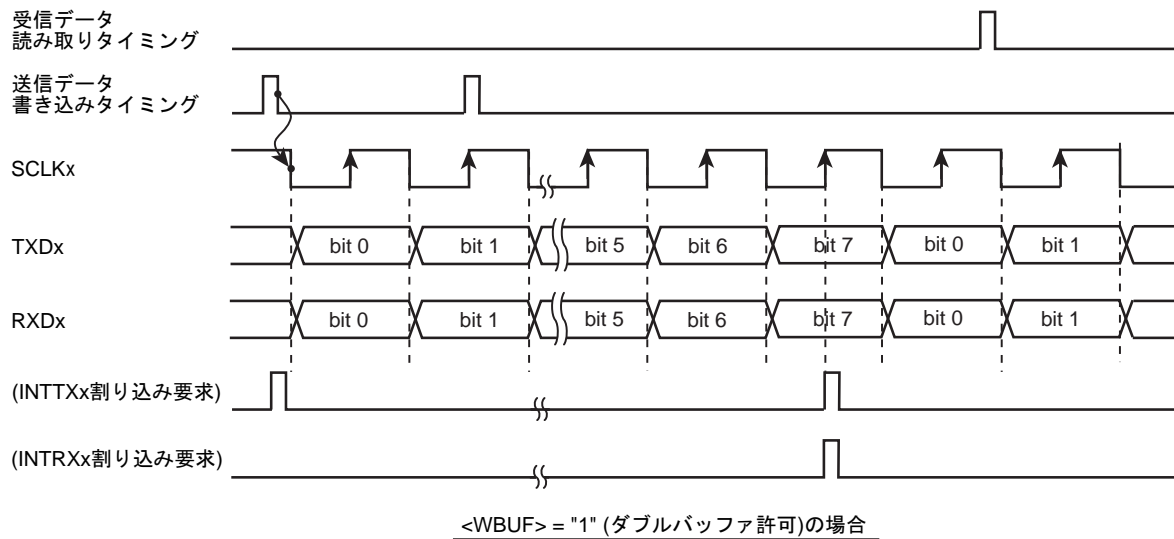 受信データ
読み取りタイミング
送信データ
書き込みタイミング
SCLKx
TXDx
bit 0
bit 1
bit 5
bit 6
bit 7
bit 0
bit 1
RXDx
bit 0
bit 1
bit 5
bit 6
bit 7
bit 0
bit 1
(INTTXx割り込み要求)
(INTRXx割り込み要求)
<WBUF> = "1" (ダブルバッファ許可)の場合